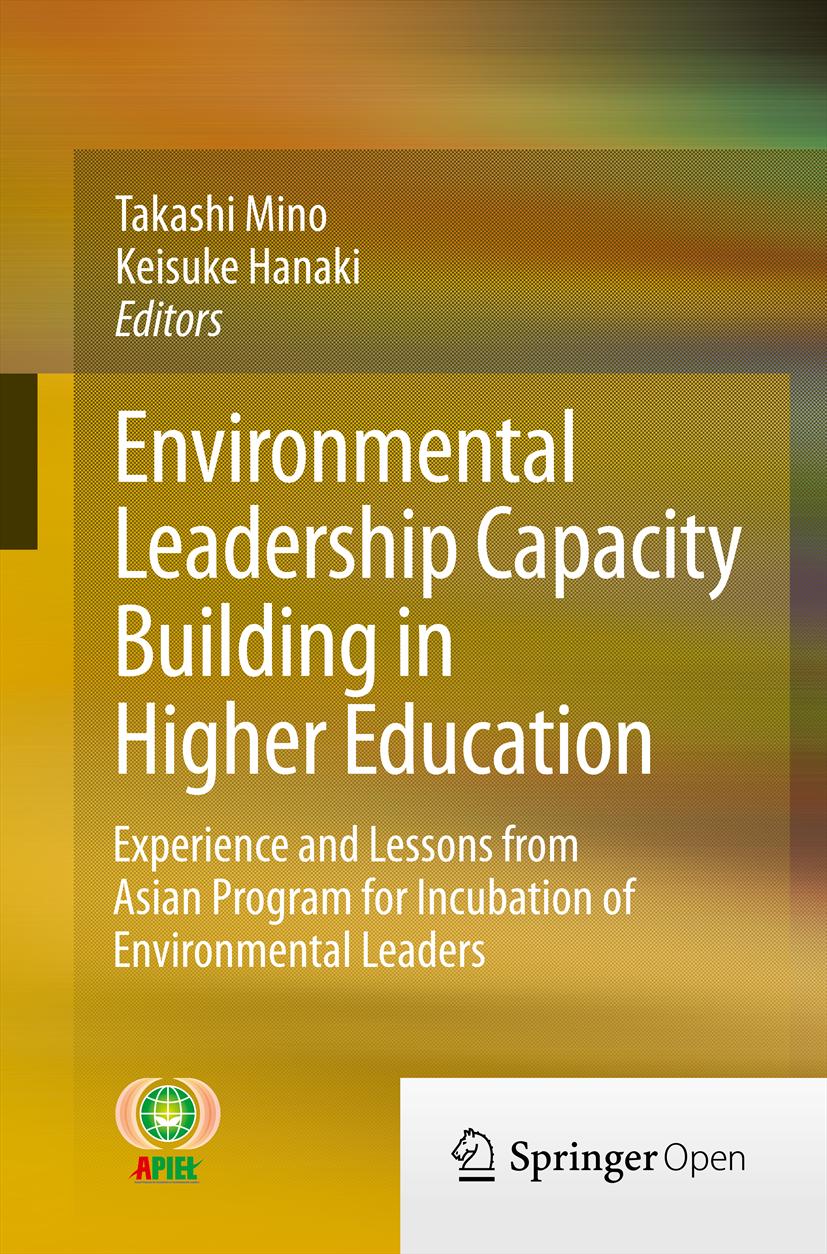 Takashi Mino
Keisuke Hanaki
Editors
Environmental
Leadership Capacity
Building in
Higher Education
Experience and Lessons from
Asian Program for Incubation of
Environmental Leaders
APIEL
Springer Open